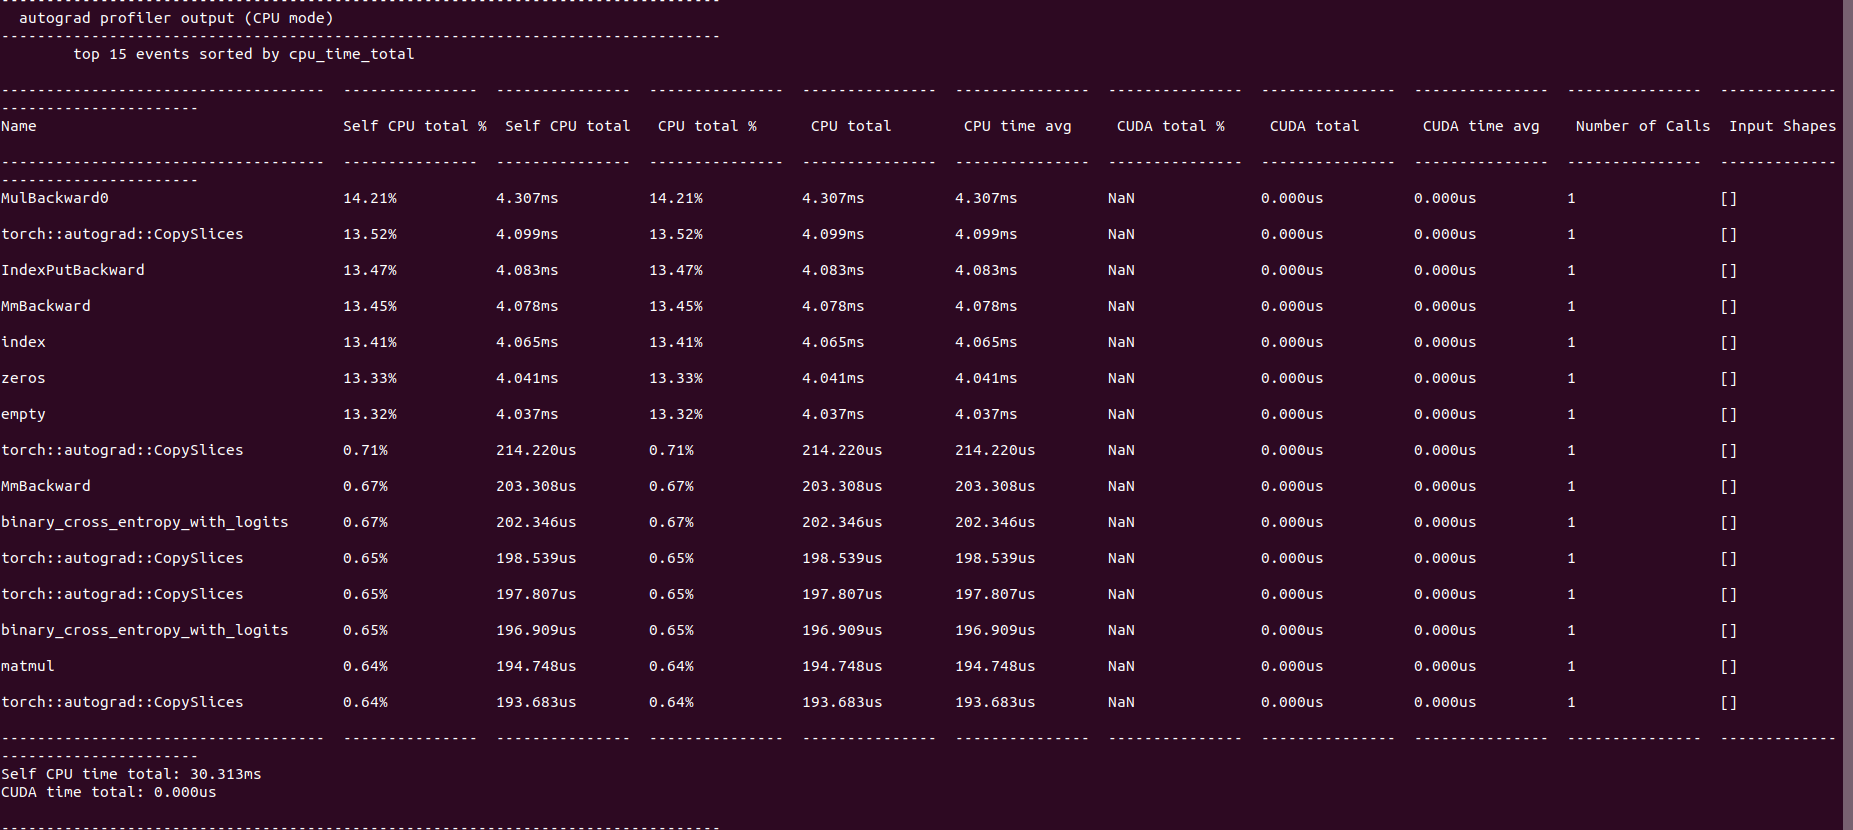 --------------------------------------------------------------------------------
  autograd profiler output (CPU mode)
--------------------------------------------------------------------------------
        top 15 events sorted by cpu_time_total
------------------------------------  ---------------  ---------------  ---------------  ---------------  ---------------  ---------------  ---------------  ---------------  ---------------  -------------
----------------------
Name                                  Self CPU total %  Self CPU total   CPU total %      CPU total        CPU time avg     CUDA total %     CUDA total       CUDA time avg    Number of Calls  Input Shapes
------------------------------------  ---------------  ---------------  ---------------  ---------------  ---------------  ---------------  ---------------  ---------------  ---------------  -------------
----------------------
MulBackward0                          14.21%           4.307ms          14.21%           4.307ms          4.307ms          NaN              0.000us          0.000us          1                []
torch::autograd::CopySlices           13.52%           4.099ms          13.52%           4.099ms          4.099ms          NaN              0.000us          0.000us          1                []
IndexPutBackward                      13.47%           4.083ms          13.47%           4.083ms          4.083ms          NaN              0.000us          0.000us          1                []
MmBackward                            13.45%           4.078ms          13.45%           4.078ms          4.078ms          NaN              0.000us          0.000us          1                []
index                                 13.41%           4.065ms          13.41%           4.065ms          4.065ms          NaN              0.000us          0.000us          1                []
zeros                                 13.33%           4.041ms          13.33%           4.041ms          4.041ms          NaN              0.000us          0.000us          1                []
empty                                 13.32%           4.037ms          13.32%           4.037ms          4.037ms          NaN              0.000us          0.000us          1                []
torch::autograd::CopySlices           0.71%            214.220us        0.71%            214.220us        214.220us        NaN              0.000us          0.000us          1                []
MmBackward                            0.67%            203.308us        0.67%            203.308us        203.308us        NaN              0.000us          0.000us          1                []
binary_cross_entropy_with_logits      0.67%            202.346us        0.67%            202.346us        202.346us        NaN              0.000us          0.000us          1                []
torch::autograd::CopySlices           0.65%            198.539us        0.65%            198.539us        198.539us        NaN              0.000us          0.000us          1                []
torch::autograd::CopySlices           0.65%            197.807us        0.65%            197.807us        197.807us        NaN              0.000us          0.000us          1                []
binary_cross_entropy_with_logits      0.65%            196.909us        0.65%            196.909us        196.909us        NaN              0.000us          0.000us          1                []
matmul                                0.64%            194.748us        0.64%            194.748us        194.748us        NaN              0.000us          0.000us          1                []
torch::autograd::CopySlices           0.64%            193.683us        0.64%            193.683us        193.683us        NaN              0.000us          0.000us          1                []
------------------------------------  ---------------  ---------------  ---------------  ---------------  ---------------  ---------------  ---------------  ---------------  ---------------  -------------
----------------------
Self CPU time total: 30.313ms
CUDA time total: 0.000us
--------------------------------------------------------------------------------